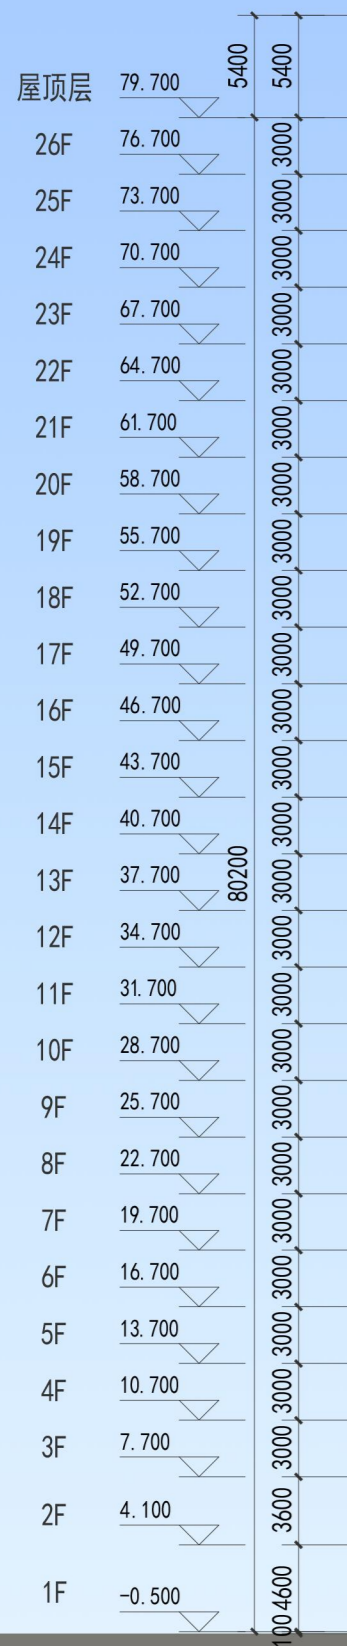 5400 5400
屋顶层 79.700
26F 76.700 3000
25F 73.700 3000
24F 70.700 3000
23F 67.700 3000
22F 64.700 3000
21F 61.700 3000
20F 58.700 3000
19F 55.700 3000
18F 52.700 3000
17F 49.700 3000
16F 46.700 3000
15F 43.700 3000
14F 40.700 3000
13F 37.700 80200 3000
12F 34.700 3000
11F 31.700 3000
10F 28.700 3000
9F 25.700 3000
8F 22.700 3000
7F 19.700 3000
6F 16.700 3000
5F 13.700 3000
4F 10.700 3000
3F 7.700 3000
2F 4.100 3600
1F -0.500 4600
100